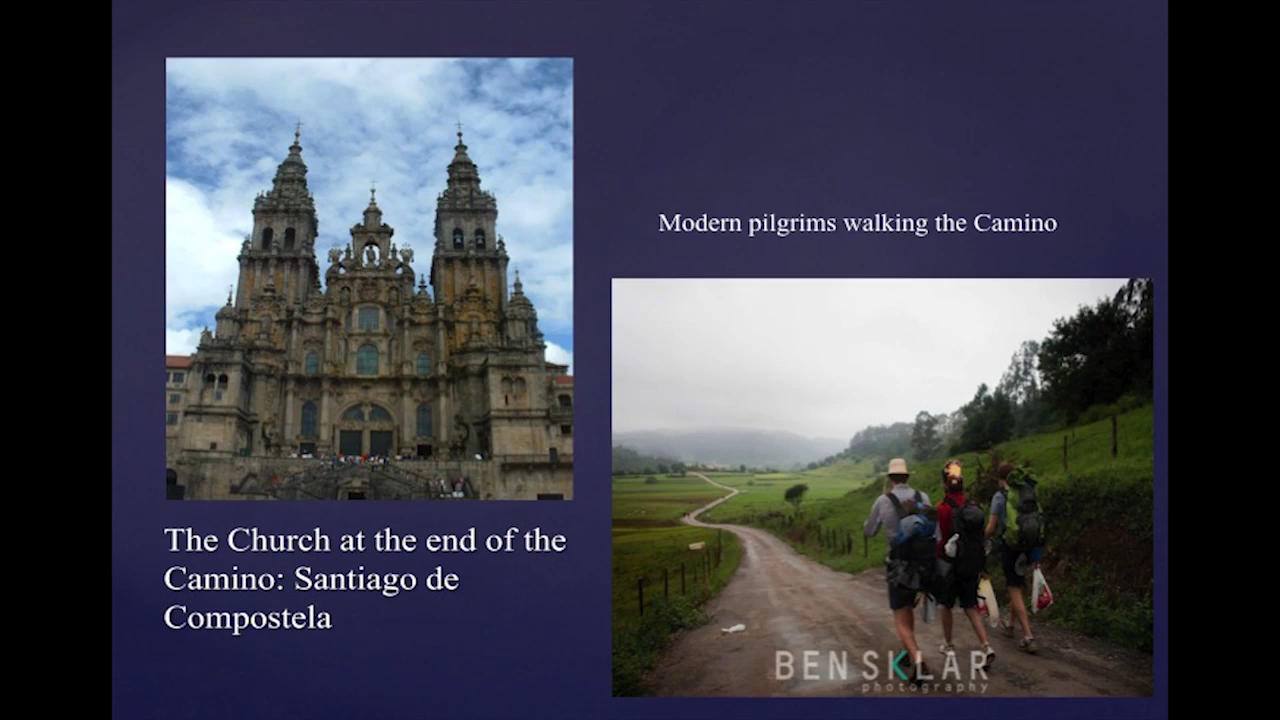 Modern pilgrims walking the Camino
The Church at the end of the
Camino: Santiago de
Compostela
BEN SKLAR
photography